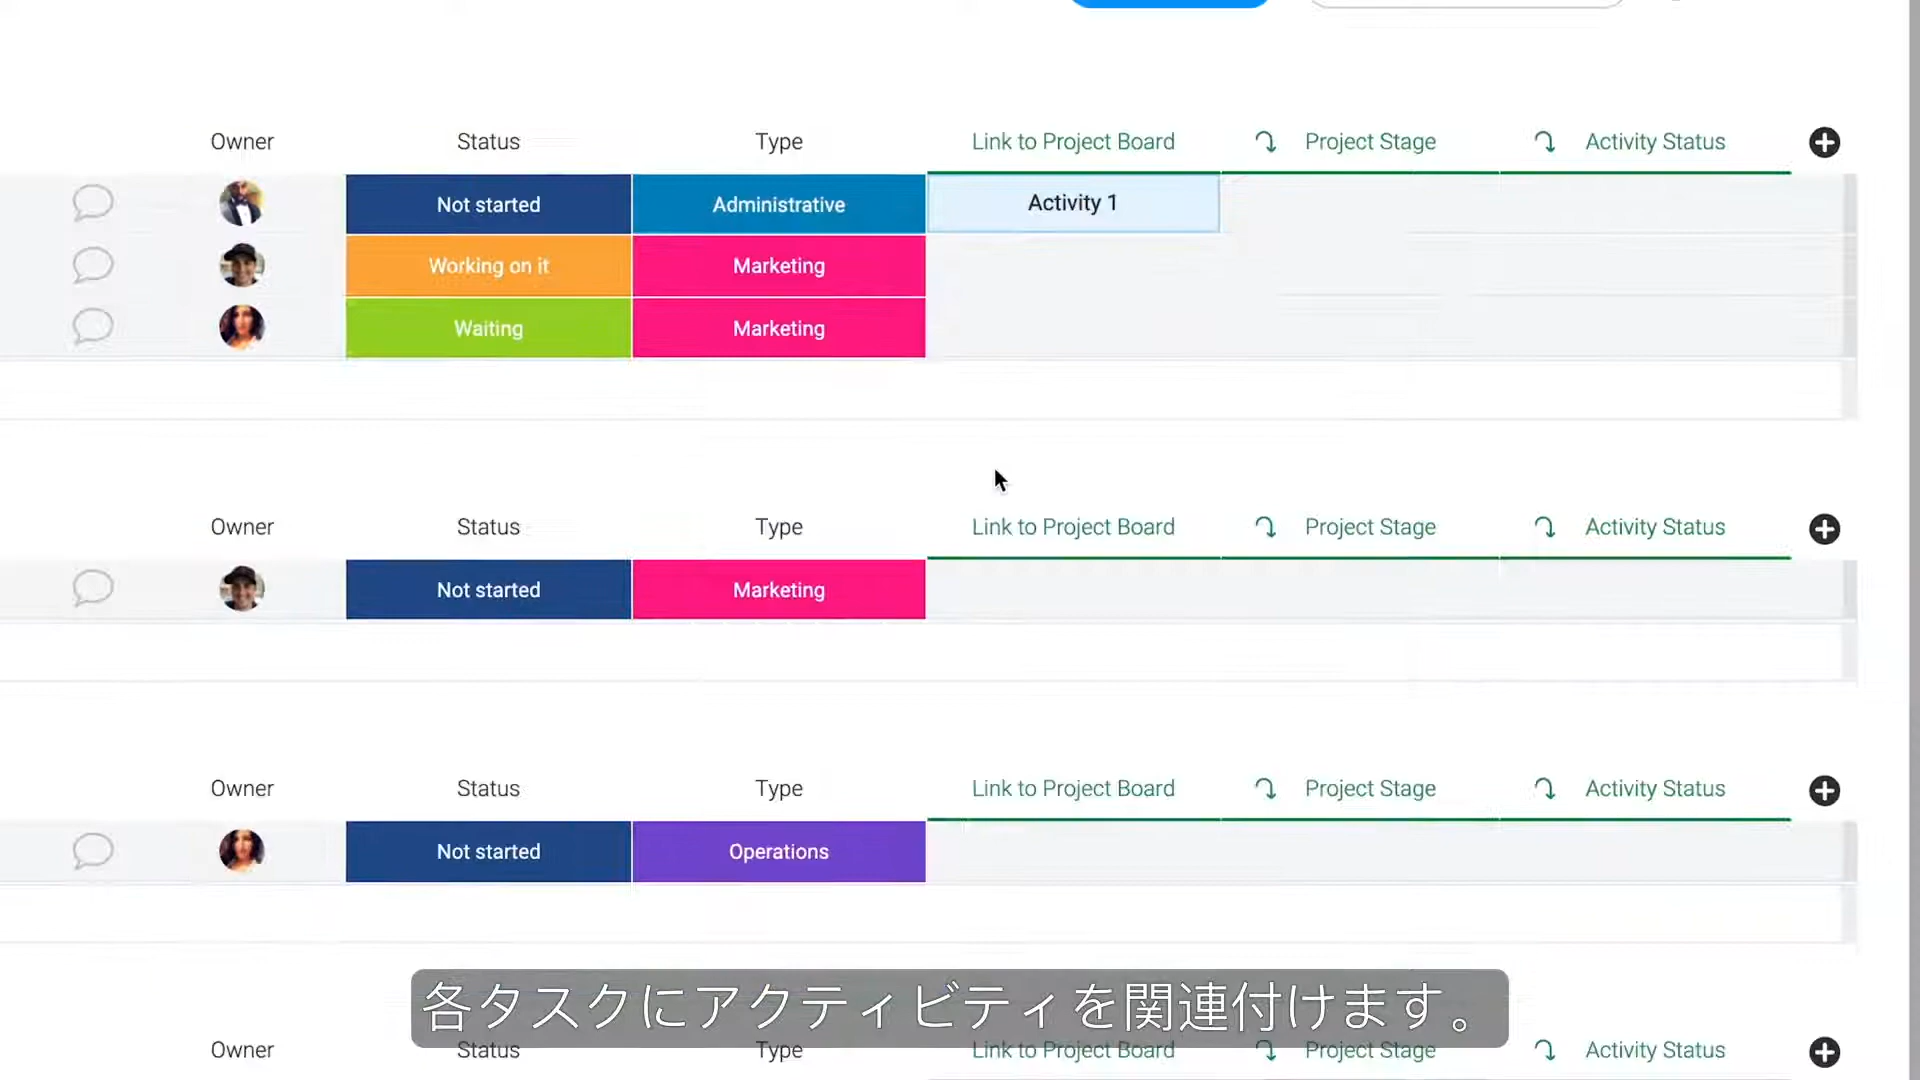 Owner Status Type Link to Project Board Project Stage Activity Status
Not started Administrative Activity 1
Working on it Marketing
Waiting Marketing
Owner Status Type Link to Project Board Project Stage Activity Status
Not started Marketing
Owner Status Type Link to Project Board Project Stage Activity Status
Not started Operations
各タスクにアクティビティを関連付けます。
Owner Status Type Link to Project Board Project Stage Activity Status